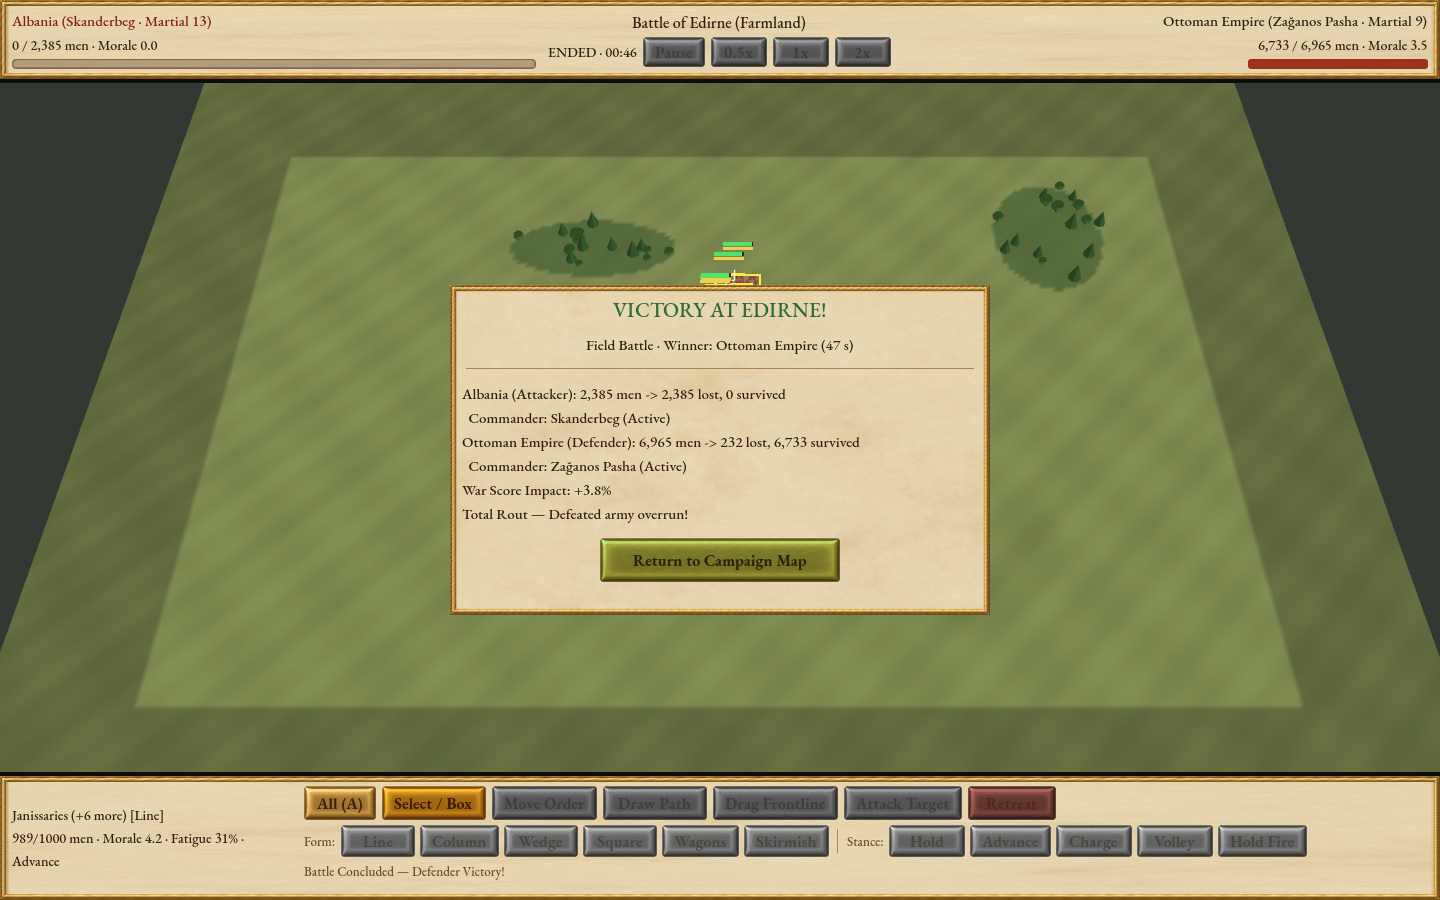 Albania (Skanderbeg · Martial 13)
0 / 2,385 men · Morale 0.0
Battle of Edirne (Farmland)
ENDED · 00:46
Pause
0.5x
1x
2x
Ottoman Empire (Zağanos Pasha · Martial 9)
6,733 / 6,965 men · Morale 3.5
VICTORY AT EDIRNE!
Field Battle · Winner: Ottoman Empire (47 s)
Albania (Attacker): 2,385 men -> 2,385 lost, 0 survived
Commander: Skanderbeg (Active)
Ottoman Empire (Defender): 6,965 men -> 232 lost, 6,733 survived
Commander: Zağanos Pasha (Active)
War Score Impact: +3.8%
Total Rout — Defeated army overrun!
Return to Campaign Map
Janissaries (+6 more) [Line]
989/1000 men · Morale 4.2 · Fatigue 31% ·
Advance
All (A)
Select / Box
Move Order
Draw Path
Drag Frontline
Attack Target
Retreat
Form:
Line
Column
Wedge
Square
Wagons
Skirmish
Stance:
Hold
Advance
Charge
Volley
Hold Fire
Battle Concluded — Defender Victory!